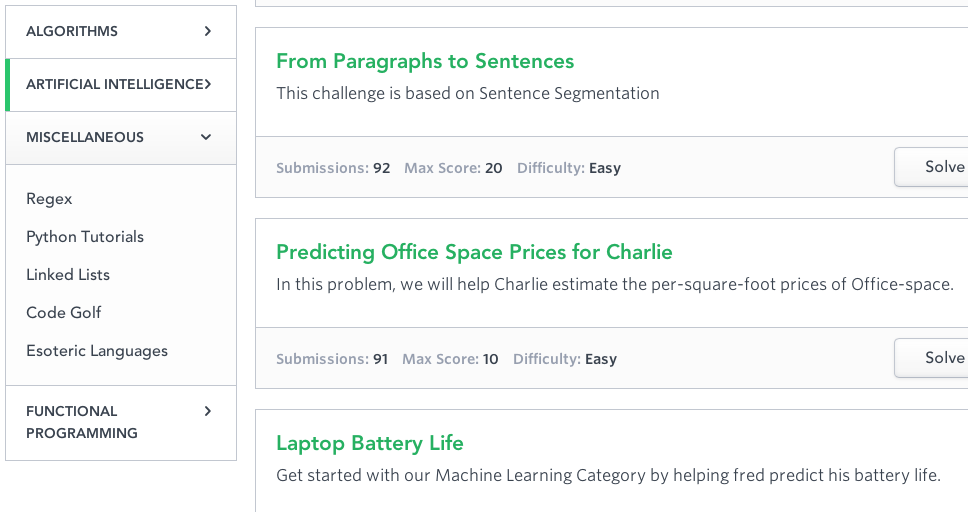 ALGORITHMS
ARTIFICIAL INTELLIGENCE
MISCELLANEOUS
Regex
Python Tutorials
Linked Lists
Code Golf
Esoteric Languages
FUNCTIONAL
PROGRAMMING
From Paragraphs to Sentences
This challenge is based on Sentence Segmentation
Submissions: 92 Max Score: 20 Difficulty: Easy
Solve
Predicting Office Space Prices for Charlie
In this problem, we will help Charlie estimate the per-square-foot prices of Office-space.
Submissions: 91 Max Score: 10 Difficulty: Easy
Solve
Laptop Battery Life
Get started with our Machine Learning Category by helping fred predict his battery life.